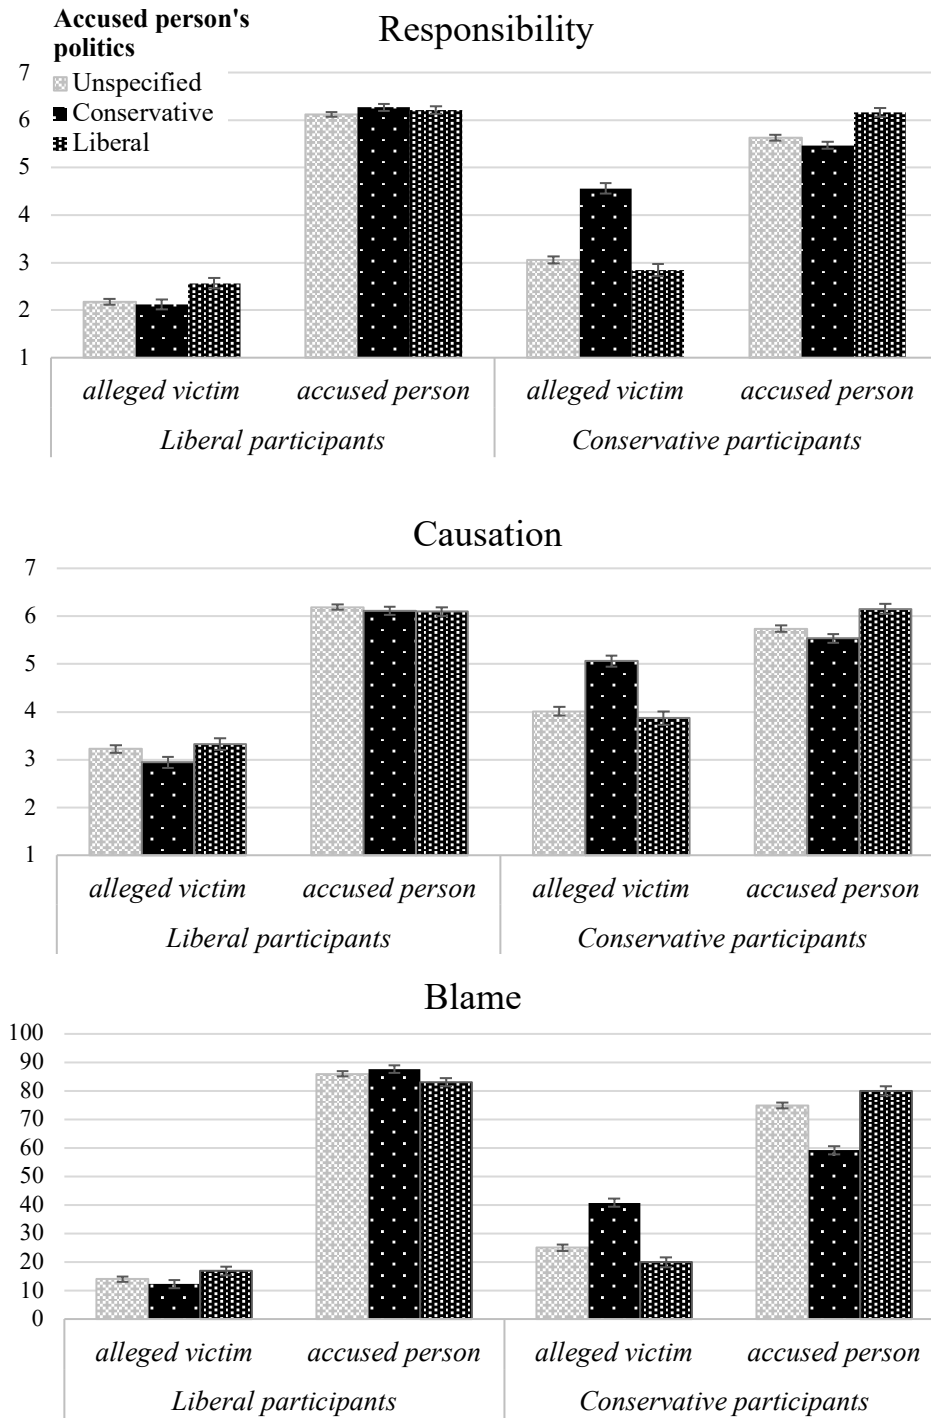 Accused person's
politics
Unspecified
Conservative
Liberal
Responsibility
7
6
5
4
3
2
1
alleged victim accused person alleged victim accused person
Liberal participants Conservative participants
Causation
7
6
5
4
3
2
1
alleged victim accused person alleged victim accused person
Liberal participants Conservative participants
Blame
100
90
80
70
60
50
40
30
20
10
0
alleged victim accused person alleged victim accused person
Liberal participants Conservative participants